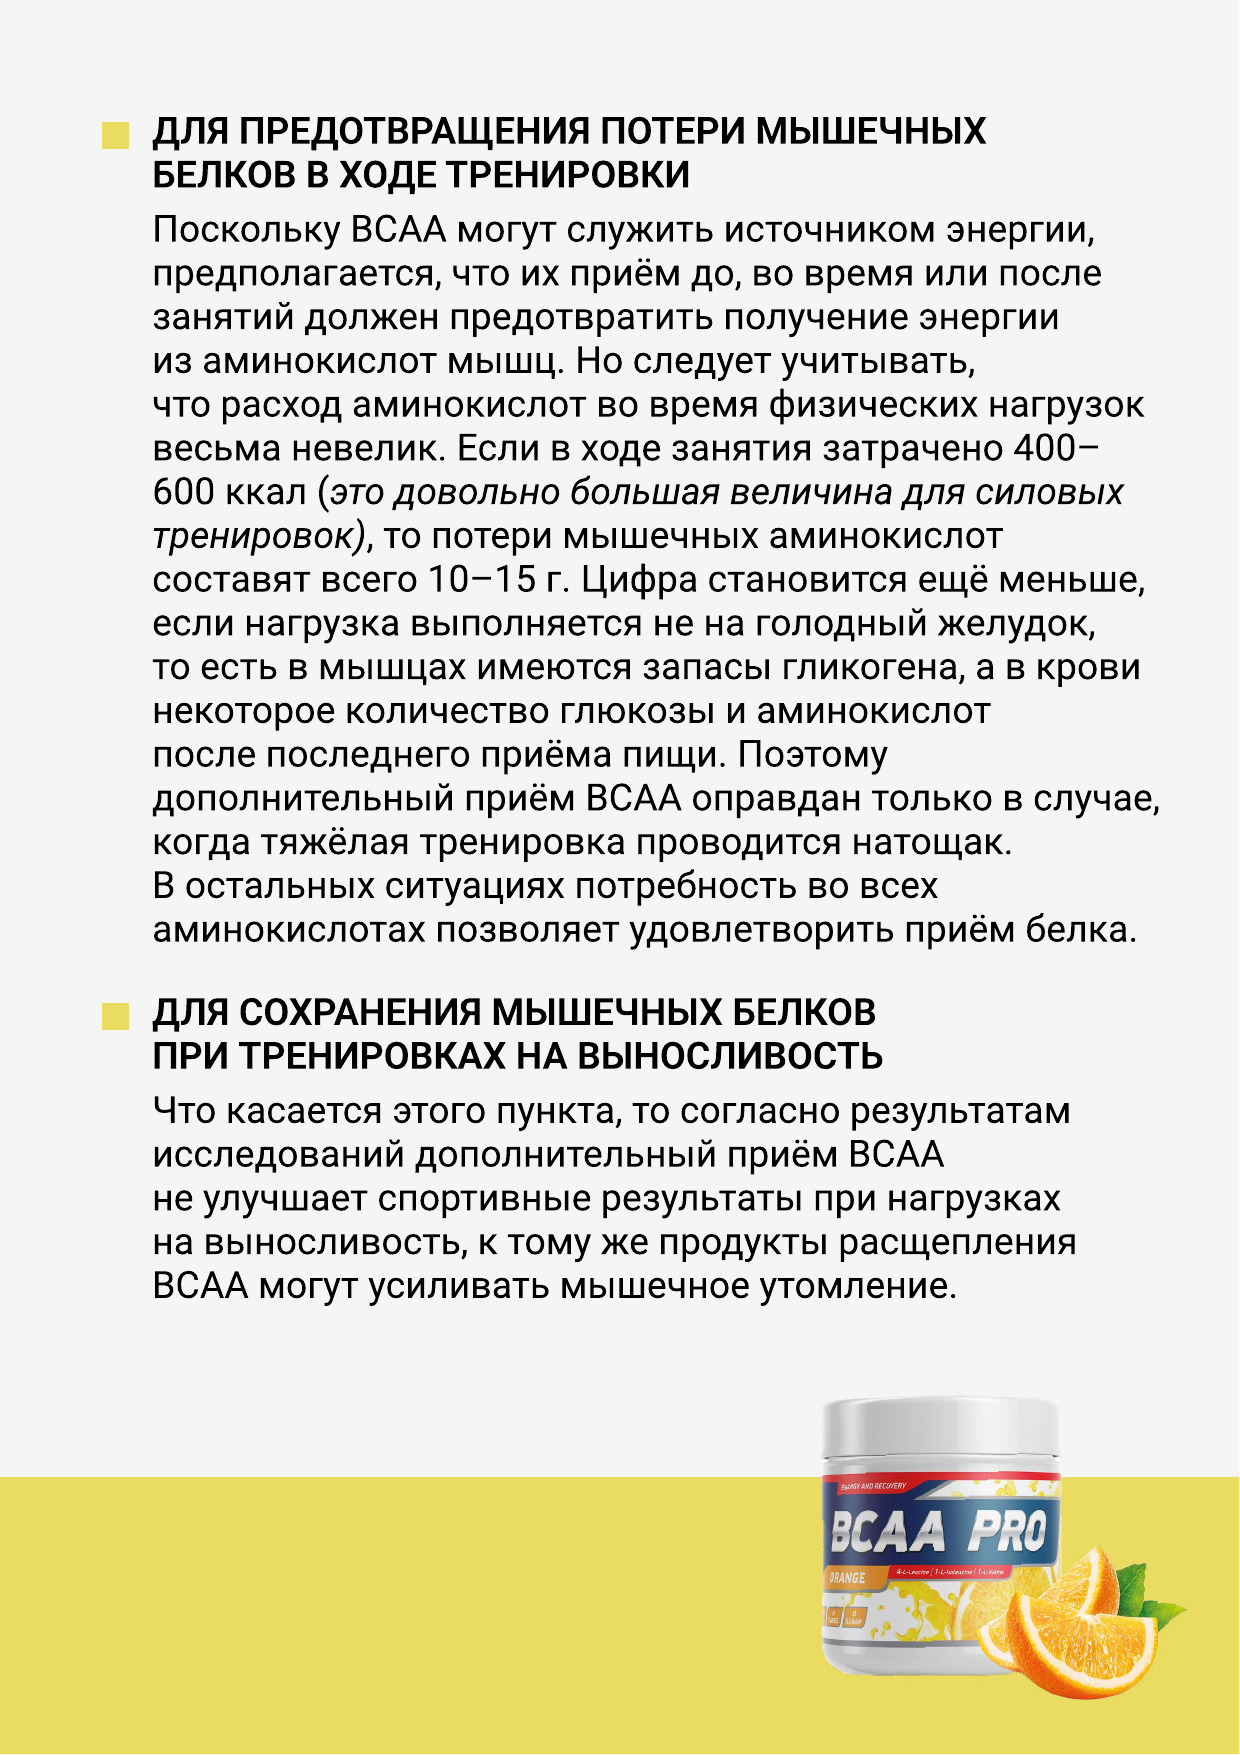 ДЛЯ ПРЕДОТВРАЩЕНИЯ ПОТЕРИ МЫШЕЧНЫХ
БЕЛКОВ В ХОДЕ ТРЕНИРОВКИ
Поскольку BCAA могут служить источником энергии,
предполагается, что их приём до, во время или после
занятий должен предотвратить получение энергии
из аминокислот мышц. Но следует учитывать,
что расход аминокислот во время физических нагрузок
весьма невелик. Если в ходе занятия затрачено 400–
600 ккал (это довольно большая величина для силовых
тренировок), то потери мышечных аминокислот
составят всего 10–15 г. Цифра становится ещё меньше,
если нагрузка выполняется не на голодный желудок,
то есть в мышцах имеются запасы гликогена, а в крови
некоторое количество глюкозы и аминокислот
после последнего приёма пищи. Поэтому
дополнительный приём BCAA оправдан только в случае,
когда тяжёлая тренировка проводится натощак.
В остальных ситуациях потребность во всех
аминокислотах позволяет удовлетворить приём белка.
ДЛЯ СОХРАНЕНИЯ МЫШЕЧНЫХ БЕЛКОВ
ПРИ ТРЕНИРОВКАХ НА ВЫНОСЛИВОСТЬ
Что касается этого пункта, то согласно результатам
исследований дополнительный приём BCAA
не улучшает спортивные результаты при нагрузках
на выносливость, к тому же продукты расщепления
BCAA могут усиливать мышечное утомление.
ENERGY AND RECOVERY
BCAA PRO
ORANGE
4-L-Leucine | 1-L-Isoleucine | 1-L-Valine
0 SUGAR